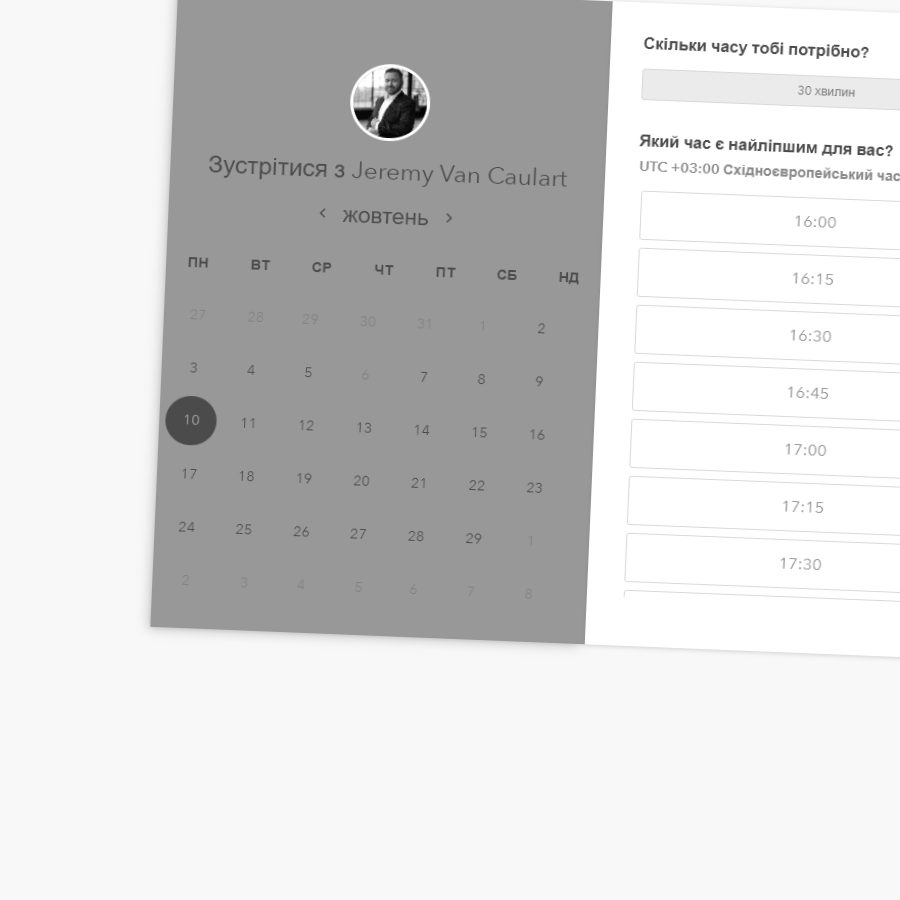 Зустрітися з Jeremy Van Caulart
‹ жовтень ›
ПН ВТ СР ЧТ ПТ СБ НД
27 28 29 30 31 1 2
3 4 5 6 7 8 9
10 11 12 13 14 15 16
17 18 19 20 21 22 23
24 25 26 27 28 29 1
2 3 4 5 6 7 8
Скільки часу тобі потрібно?
30 хвилин
Який час є найліпшим для вас?
UTC +03:00 Східноєвропейський час
16:00
16:15
16:30
16:45
17:00
17:15
17:30